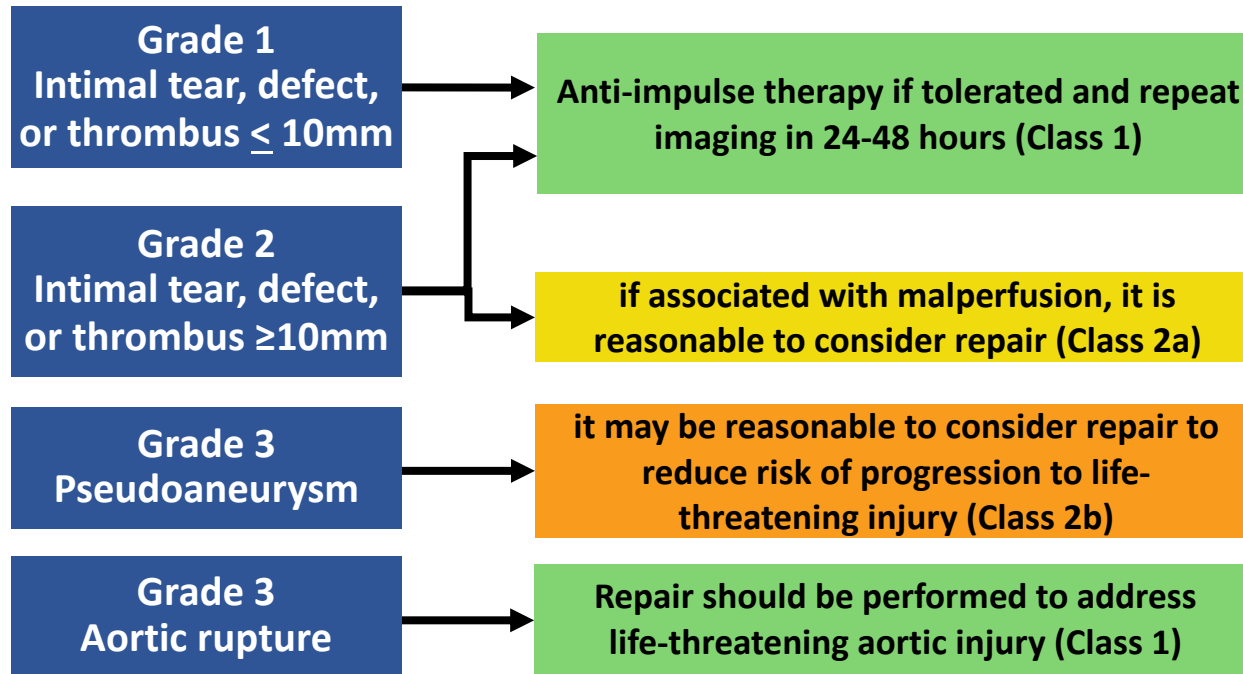 Grade 1
Intimal tear, defect,
or thrombus < 10mm
Anti-impulse therapy if tolerated and repeat
imaging in 24-48 hours (Class 1)
Grade 2
Intimal tear, defect,
or thrombus ≥10mm
if associated with malperfusion, it is
reasonable to consider repair (Class 2a)
Grade 3
Pseudoaneurysm
it may be reasonable to consider repair to
reduce risk of progression to life-
threatening injury (Class 2b)
Grade 3
Aortic rupture
Repair should be performed to address
life-threatening aortic injury (Class 1)